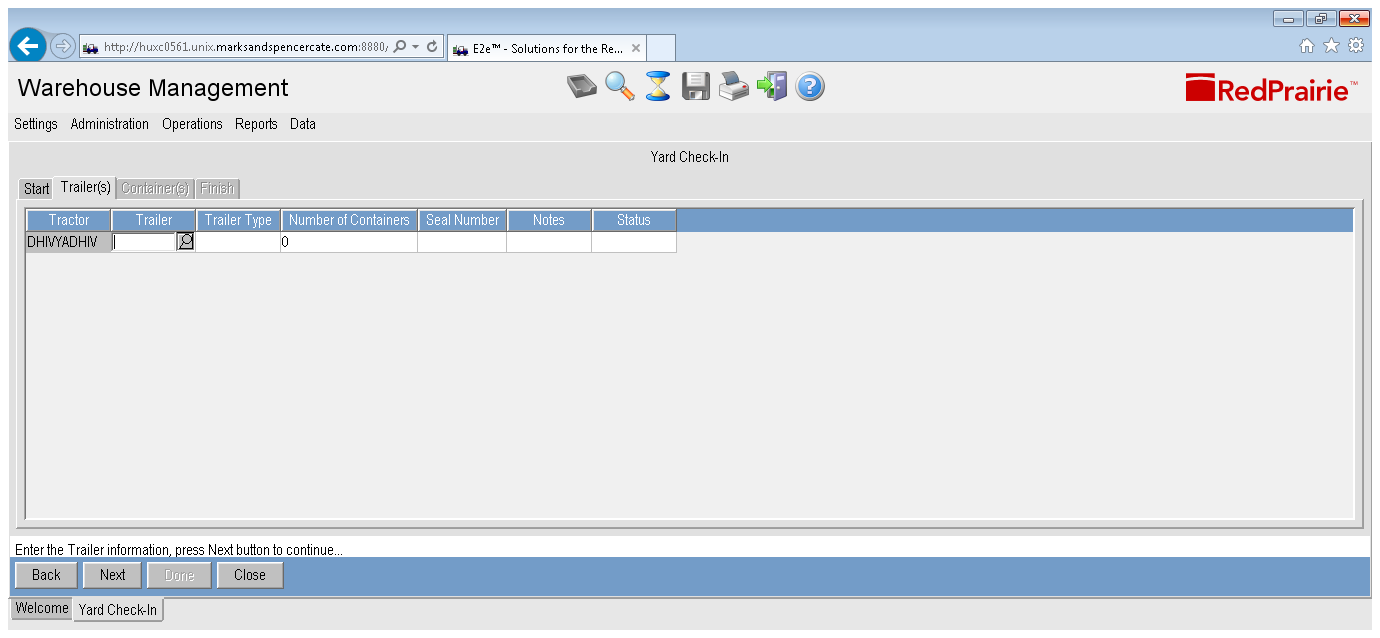 http://huxc0561.unix.marksandspencercate.com:8880/
E2e™ - Solutions for the Re...
Warehouse Management
RedPrairie™
Settings Administration Operations Reports Data
Yard Check-In
Start Trailer(s) Container(s) Finish
Tractor Trailer Trailer Type Number of Containers Seal Number Notes Status
DHIVYADHIV 0
Enter the Trailer information, press Next button to continue...
Back Next Done Close
Welcome Yard Check-In